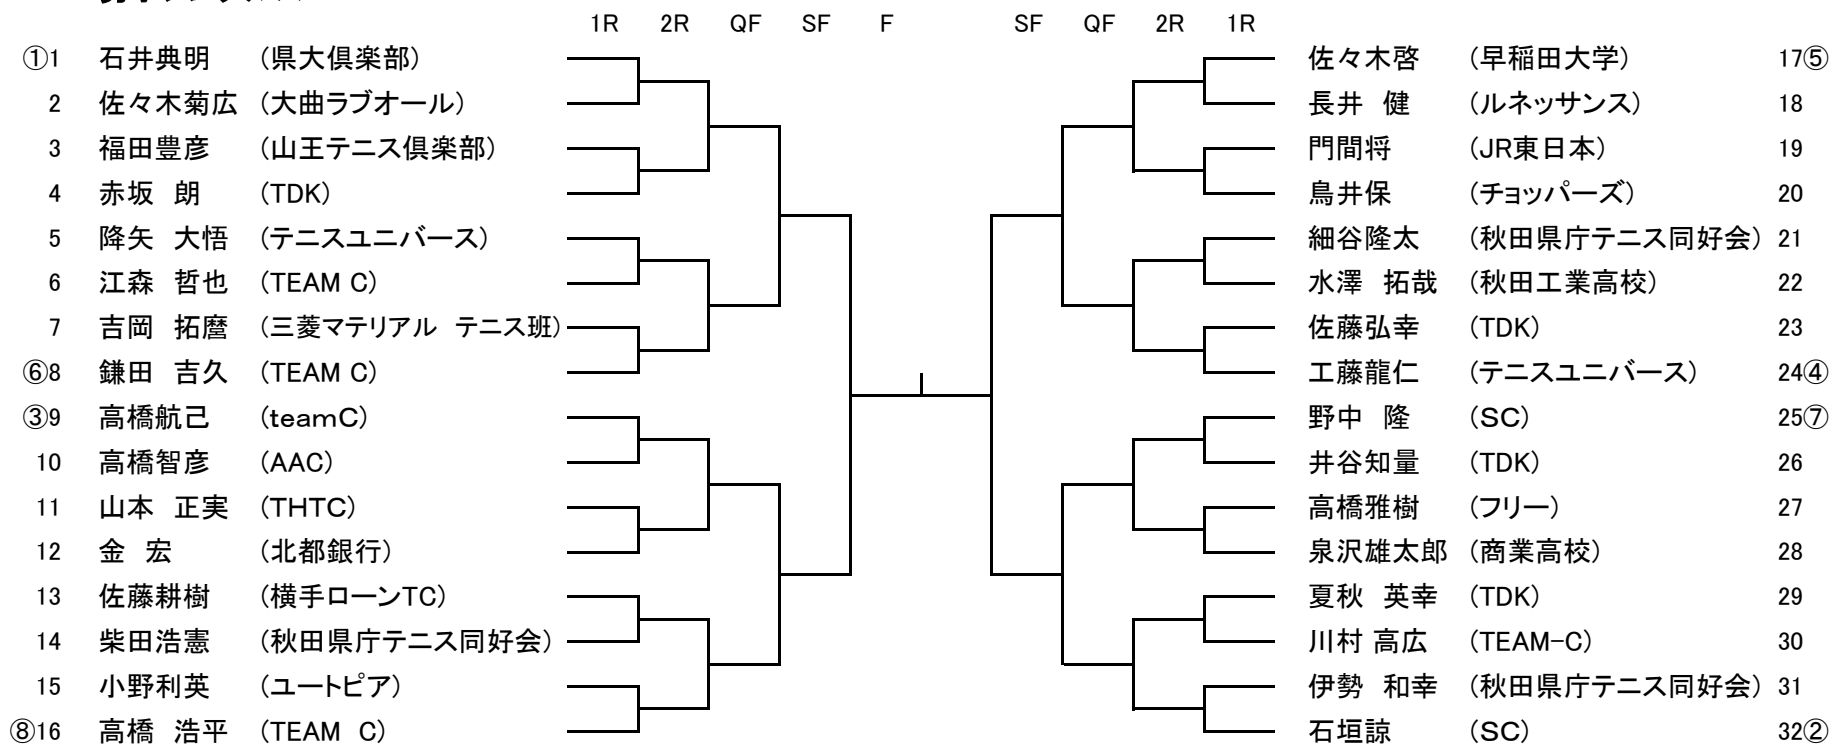 1R 2R QF SF F SF QF 2R 1R
①1 石井典明 (県大倶楽部) 佐々木啓 (早稲田大学) 17⑤
2 佐々木菊広 (大曲ラブオール) 長井 健 (ルネッサンス) 18
3 福田豊彦 (山王テニス倶楽部) 門間将 (JR東日本) 19
4 赤坂 朗 (TDK) 鳥井保 (チョッパーズ) 20
5 降矢 大悟 (テニスユニバース) 細谷隆太 (秋田県庁テニス同好会) 21
6 江森 哲也 (TEAM C) 水澤 拓哉 (秋田工業高校) 22
7 吉岡 拓麿 (三菱マテリアル テニス班) 佐藤弘幸 (TDK) 23
⑥8 鎌田 吉久 (TEAM C) 工藤龍仁 (テニスユニバース) 24④
③9 高橋航己 (teamC) 野中 隆 (SC) 25⑦
10 高橋智彦 (AAC) 井谷知量 (TDK) 26
11 山本 正実 (THTC) 高橋雅樹 (フリー) 27
12 金 宏 (北都銀行) 泉沢雄太郎 (商業高校) 28
13 佐藤耕樹 (横手ローンTC) 夏秋 英幸 (TDK) 29
14 柴田浩憲 (秋田県庁テニス同好会) 川村 高広 (TEAM-C) 30
15 小野利英 (ユートピア) 伊勢 和幸 (秋田県庁テニス同好会) 31
⑧16 高橋 浩平 (TEAM C) 石垣諒 (SC) 32②